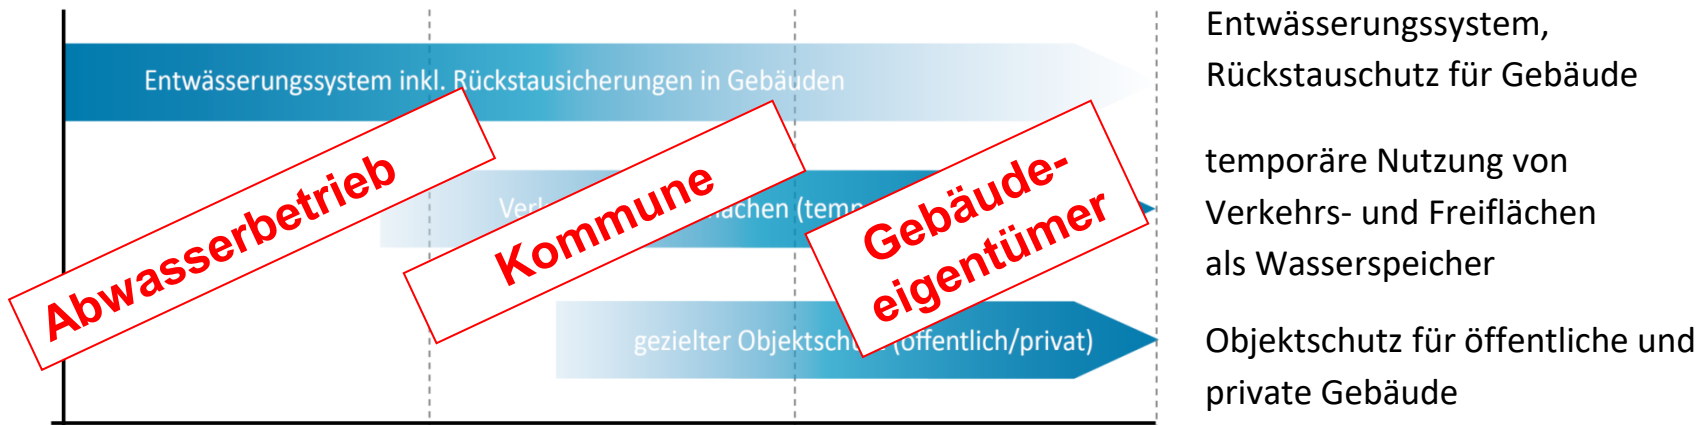 Entwässerungssystem inkl. Rückstausicherungen in Gebäuden
Abwasserbetrieb
Kommune
Gebäude-
eigentümer
(temp
gezielter (öffentlich/privat)
Entwässerungssystem,
Rückstauschutz für Gebäude
temporäre Nutzung von
Verkehrs- und Freiflächen
als Wasserspeicher
Objektschutz für öffentliche und
private Gebäude